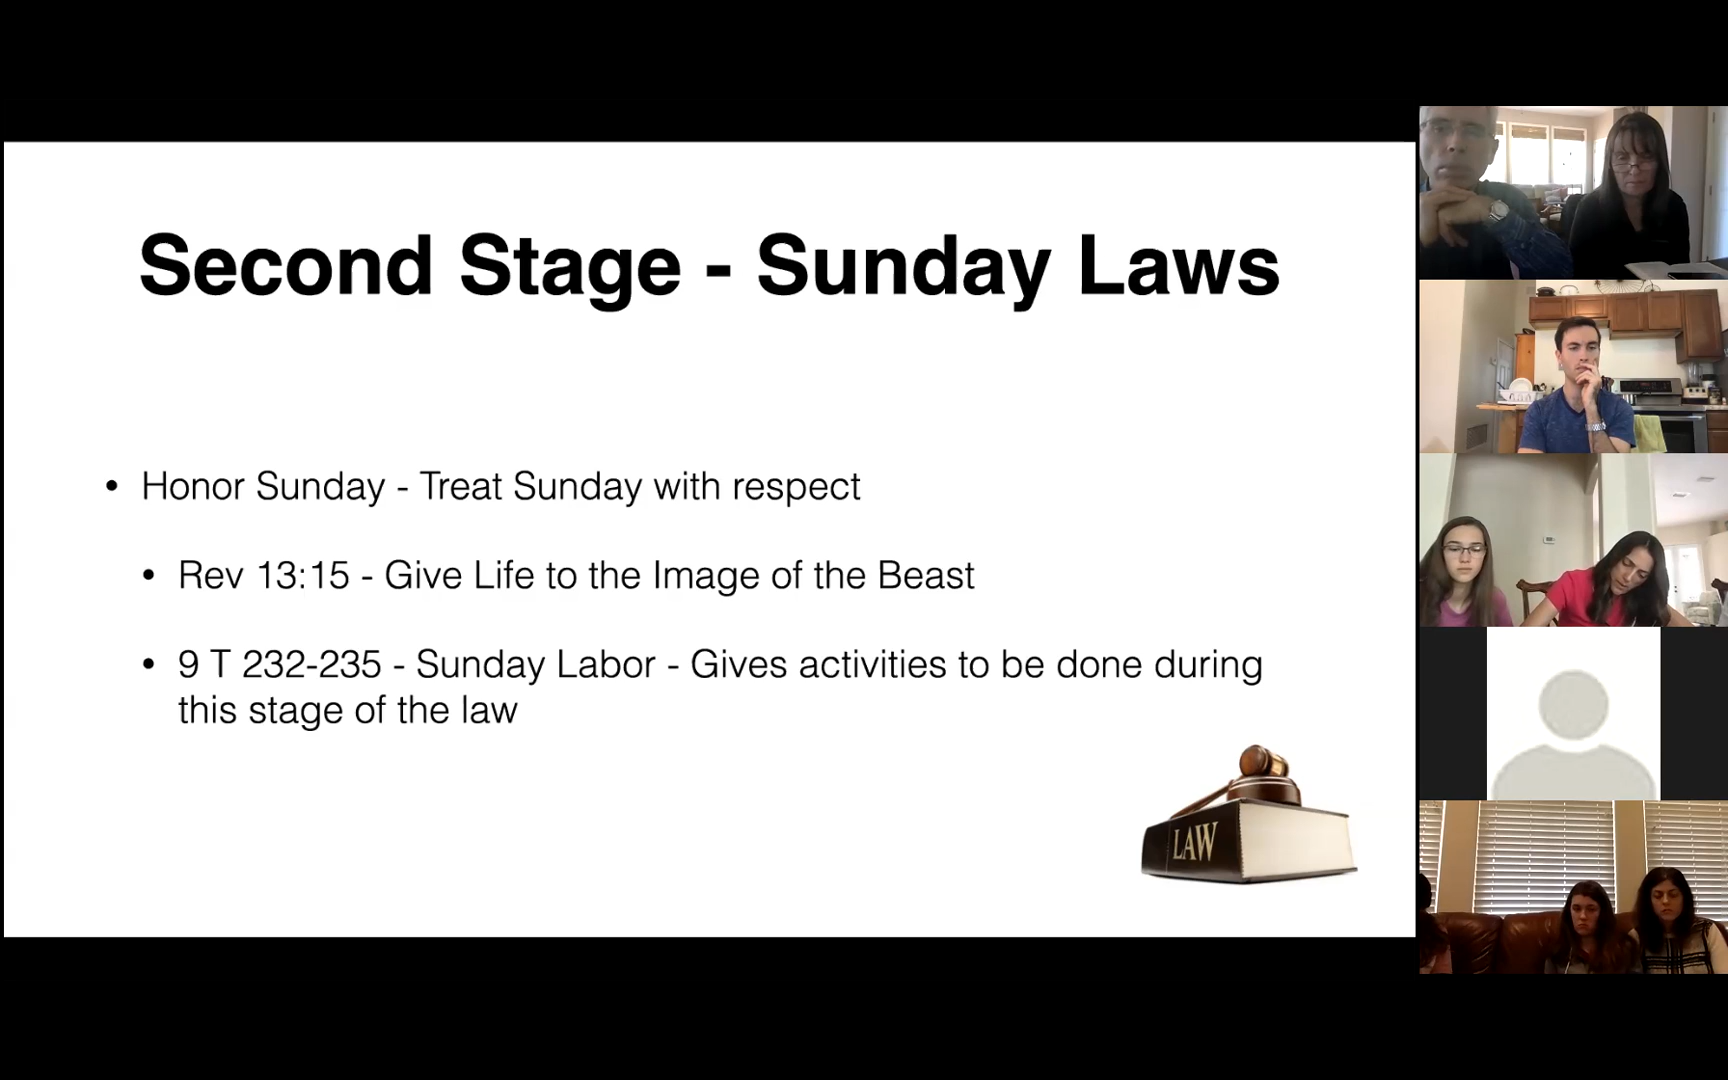 Second Stage - Sunday Laws
• Honor Sunday - Treat Sunday with respect
• Rev 13:15 - Give Life to the Image of the Beast
• 9 T 232-235 - Sunday Labor - Gives activities to be done during
this stage of the law
LAW